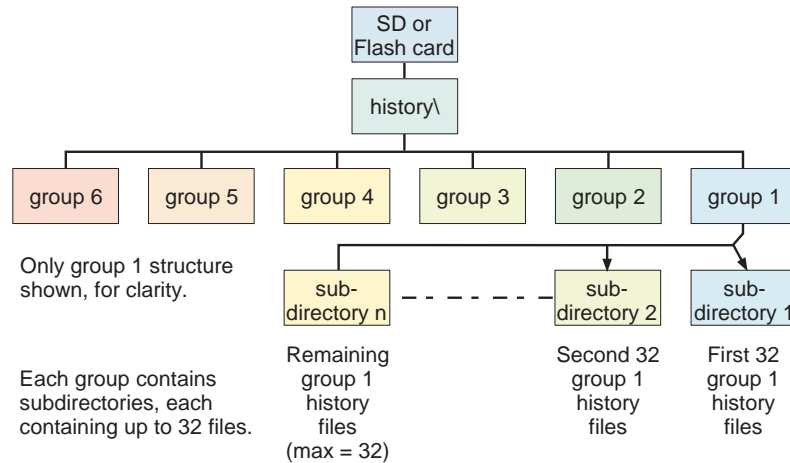 SD or
Flash card
history\
group 6
group 5
group 4
group 3
group 2
group 1
Only group 1 structure
shown, for clarity.
sub-
directory n
sub-
directory 2
sub-
directory 1
Each group contains
subdirectories, each
containing up to 32 files.
Remaining
group 1
history
files
(max = 32)
Second 32
group 1
history
files
First 32
group 1
history
files